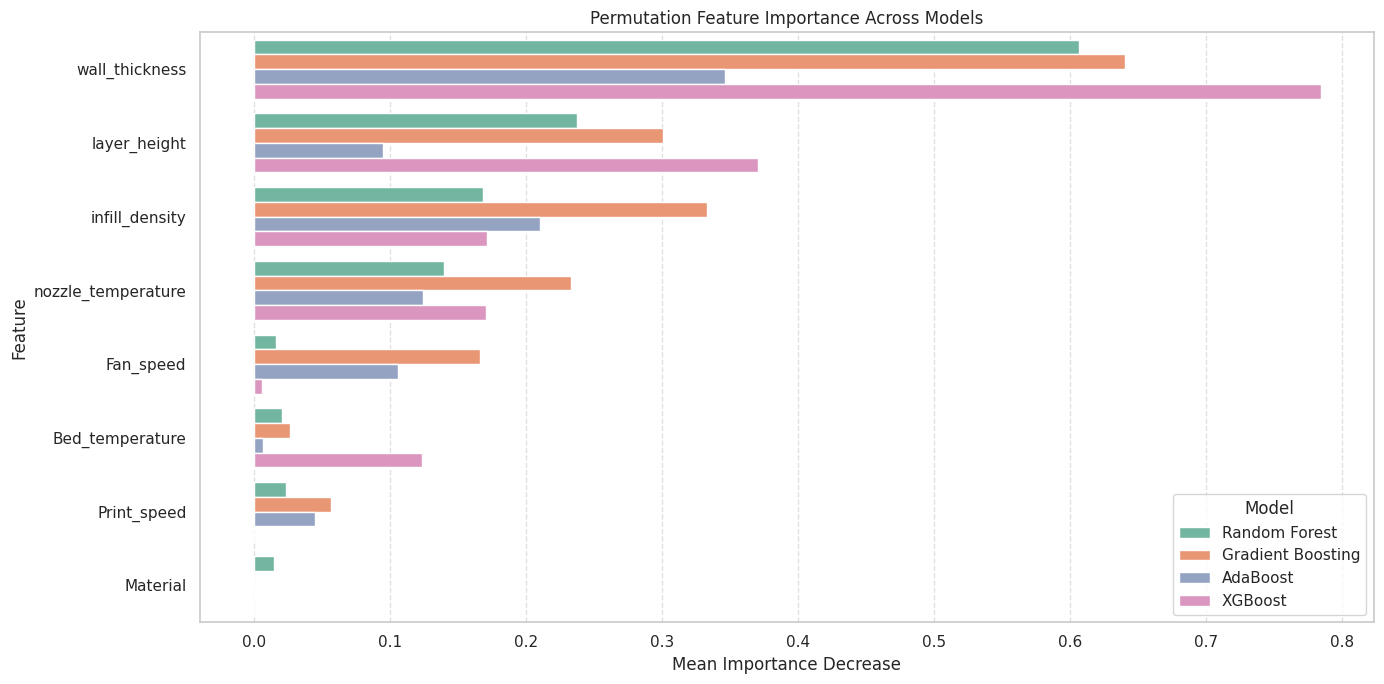 Permutation Feature Importance Across Models
wall_thickness
layer_height
infill_density
nozzle_temperature
Fan_speed
Bed_temperature
Print_speed
Material
Feature
0.0 0.1 0.2 0.3 0.4 0.5 0.6 0.7 0.8
Mean Importance Decrease
Model
Random Forest
Gradient Boosting
AdaBoost
XGBoost